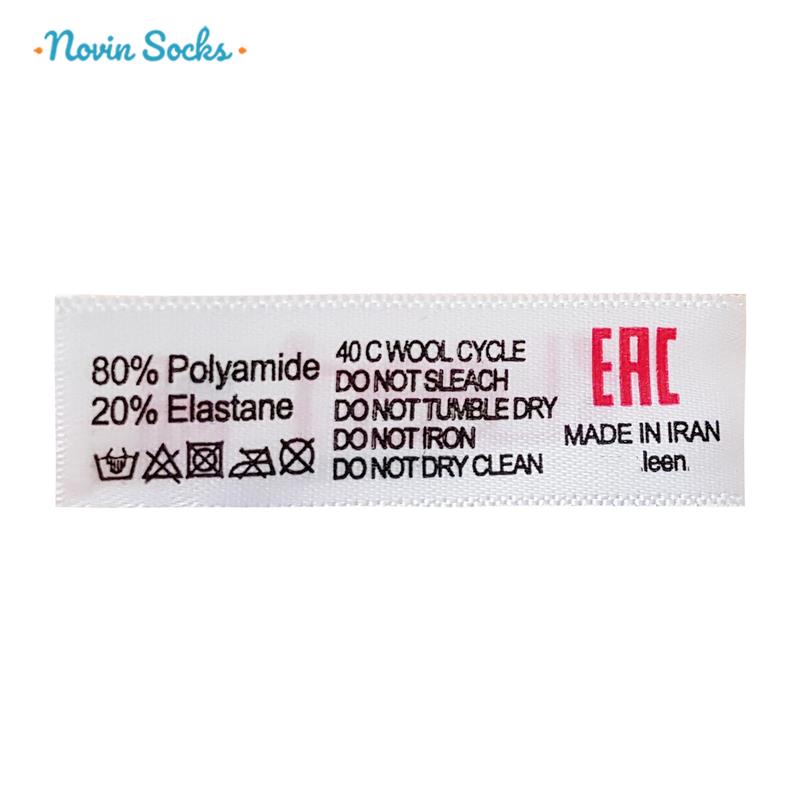 Novin Socks
80% Polyamide
20% Elastane
40 C WOOL CYCLE
DO NOT SLEACH
DO NOT TUMBLE DRY
DO NOT IRON
DO NOT DRY CLEAN
EAC
MADE IN IRAN
leen